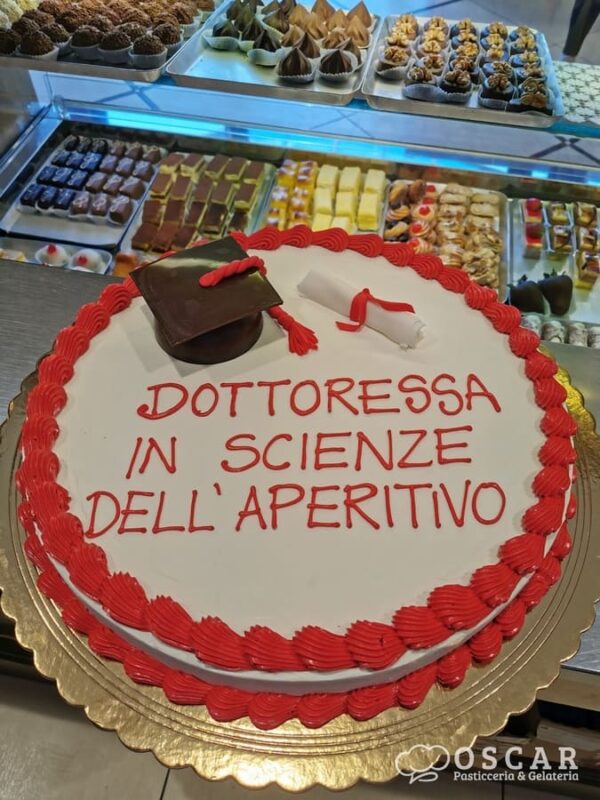 DOTTORESSA
IN SCIENZE
DELL'APERITIVO
OSCAR
Pasticceria & Gelateria